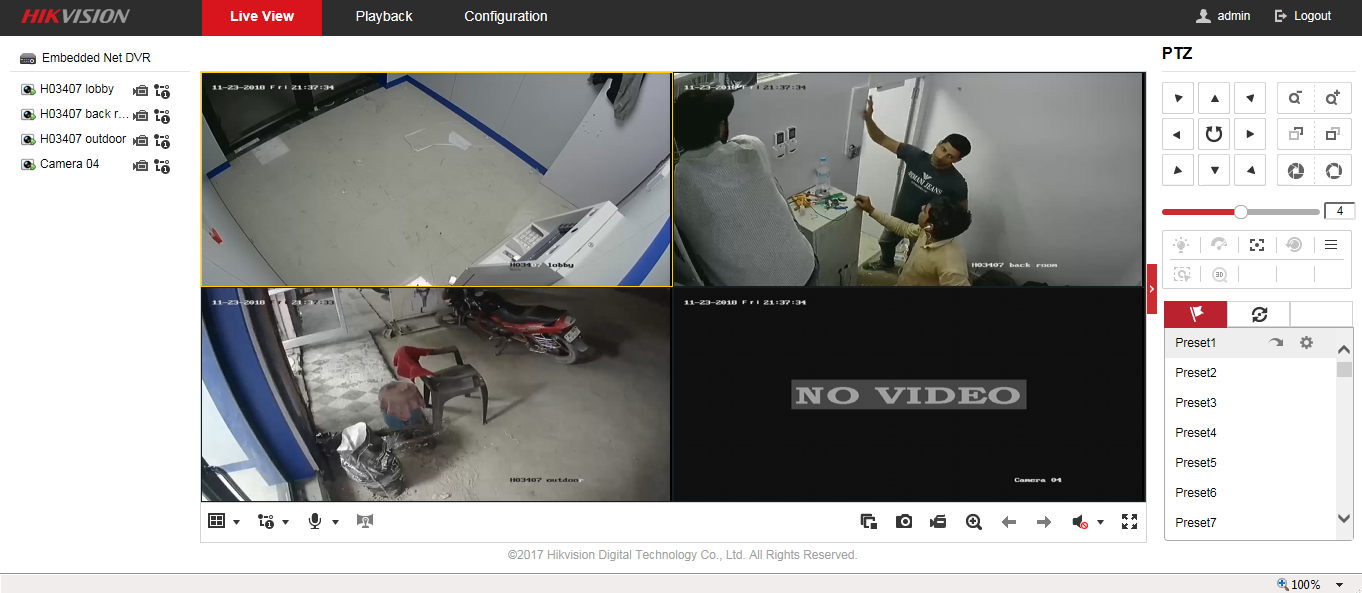 HIKVISION
Live View
Playback
Configuration
admin
Logout
Embedded Net DVR
H03407 lobby
H03407 back r...
H03407 outdoor
Camera 04
11-23-2018 Fri 21:37:34
H03407 lobby
11-23-2018 Fri 21:37:34
ARMANI JEANS
H03407 back room
11-23-2018 Fri 21:37:33
H03407 outdoor
11-23-2018 Fri 21:37:34
NO VIDEO
Camera 04
PTZ
4
3D
Preset1
Preset2
Preset3
Preset4
Preset5
Preset6
Preset7
©2017 Hikvision Digital Technology Co., Ltd. All Rights Reserved.
100%